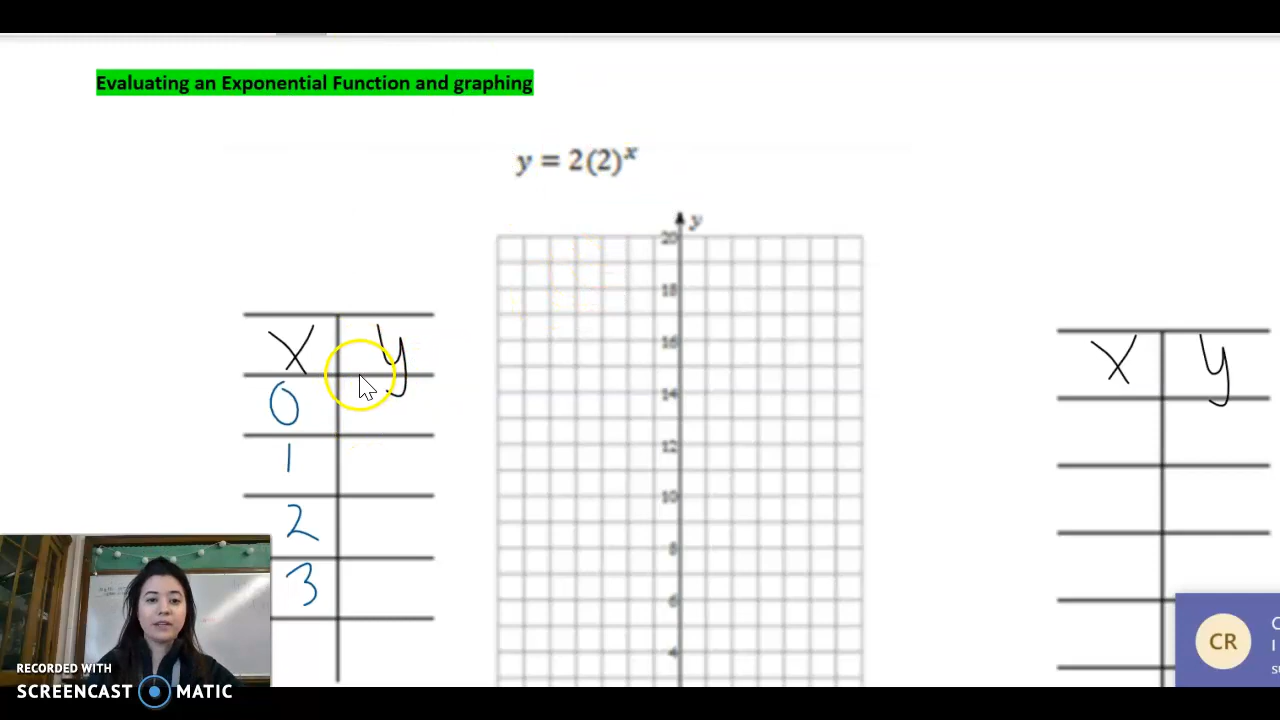 Evaluating an Exponential Function and graphing
y = 2(2)^x
y
20
18
16
14
12
10
8
6
4
x y
0
1
2
3
x y
CR
I
su
RECORDED WITH
SCREENCAST MATIC